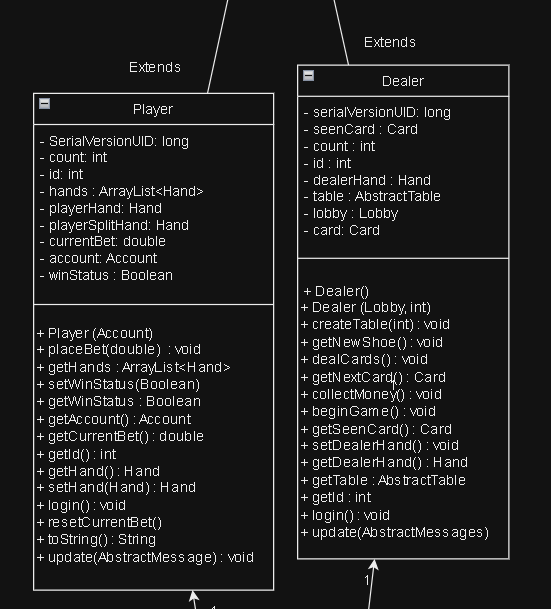 Extends
Extends
Player
- SerialVersionUID: long
- count: int
- id: int
- hands : ArrayList<Hand>
- playerHand: Hand
- playerSplitHand: Hand
- currentBet: double
- account: Account
- winStatus : Boolean
+ Player (Account)
+ placeBet(double) : void
+ getHands : ArrayList<Hand>
+ setWinStatus(Boolean)
+ getWinStatus : Boolean
+ getAccount() : Account
+ getCurrentBet() : double
+ getId() : int
+ getHand() : Hand
+ setHand(Hand) : Hand
+ login() : void
+ resetCurrentBet()
+ toString() : String
+ update(AbstractMessage) : void
Dealer
- serialVersionUID: long
- seenCard : Card
- count : int
- id : int
- dealerHand : Hand
- table : AbstractTable
- lobby : Lobby
- card: Card
+ Dealer()
+ Dealer (Lobby, int)
+ createTable(int) : void
+ getNewShoe() : void
+ dealCards() : void
+ getNextCard() : Card
+ collectMoney() : void
+ beginGame() : void
+ getSeenCard() : Card
+ setDealerHand() : void
+ getDealerHand() : Hand
+ getTable : AbstractTable
+ getId : int
+ login() : void
+ update(AbstractMessages)
1
1